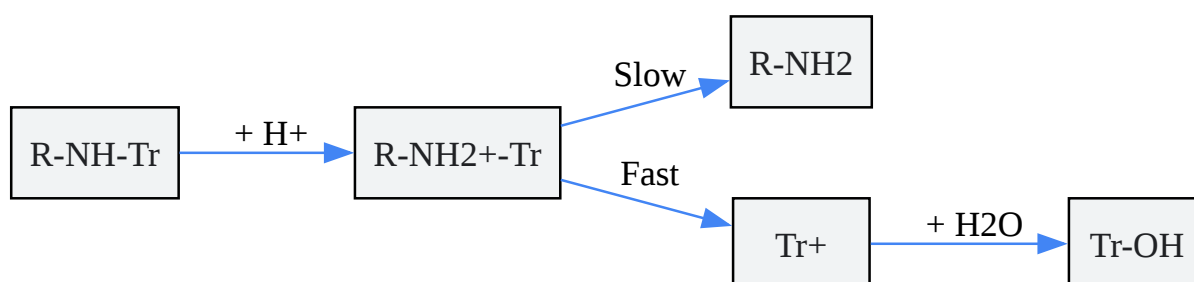 R-NH-Tr
+ H+
R-NH2+-Tr
Slow
R-NH2
Fast
Tr+
+ H2O
Tr-OH